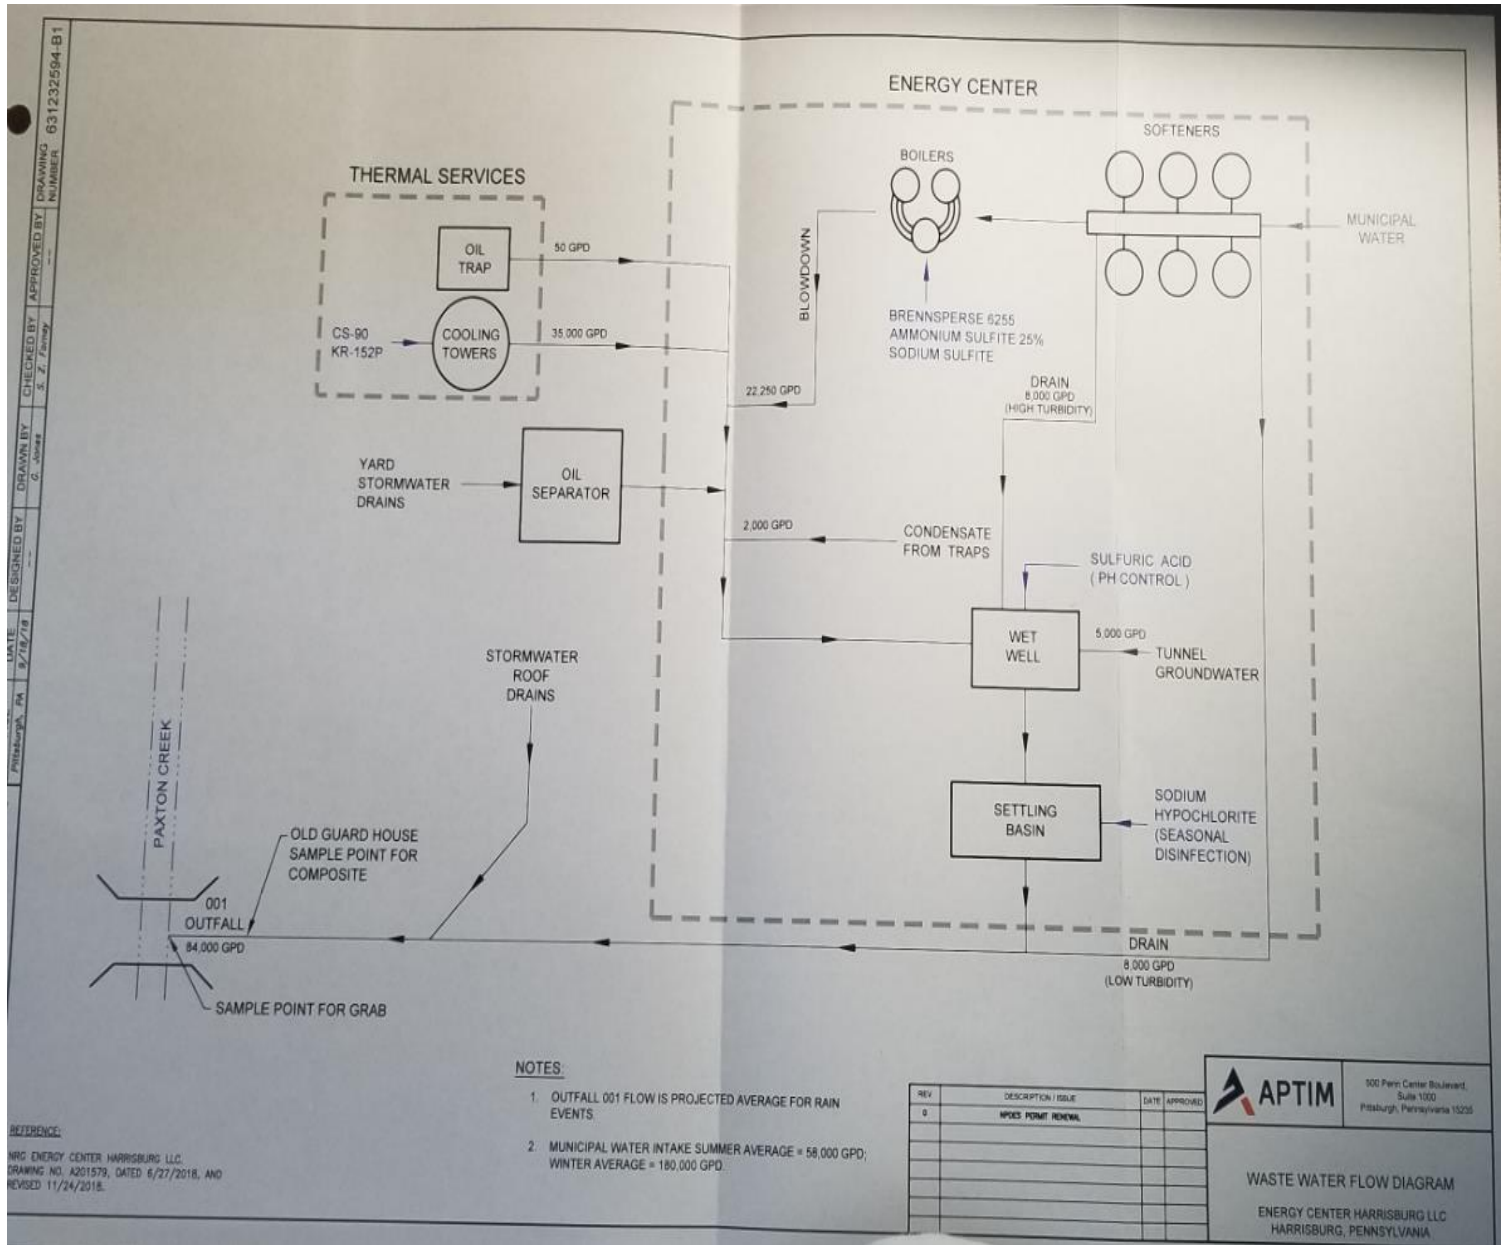 DRAWING NUMBER 631232594-B1
APPROVED BY --
CHECKED BY S. Z. Farney
DRAWN BY G. Jones
DESIGNED BY --
DATE 9/18/18
Pittsburgh, PA
ENERGY CENTER
SOFTENERS
BOILERS
MUNICIPAL
WATER
THERMAL SERVICES
OIL
TRAP
50 GPD
BLOWDOWN
CS-90
KR-152P
COOLING
TOWERS
35,000 GPD
BRENNSPERSE 6255
AMMONIUM SULFITE 25%
SODIUM SULFITE
22,250 GPD
DRAIN
8,000 GPD
(HIGH TURBIDITY)
YARD
STORMWATER
DRAINS
OIL
SEPARATOR
2,000 GPD
CONDENSATE
FROM TRAPS
SULFURIC ACID
( PH CONTROL )
WET
WELL
5,000 GPD
TUNNEL
GROUNDWATER
STORMWATER
ROOF
DRAINS
PAXTON CREEK
SETTLING
BASIN
SODIUM
HYPOCHLORITE
(SEASONAL
DISINFECTION)
OLD GUARD HOUSE
SAMPLE POINT FOR
COMPOSITE
001
OUTFALL
84,000 GPD
SAMPLE POINT FOR GRAB
DRAIN
8,000 GPD
(LOW TURBIDITY)
NOTES:
1. OUTFALL 001 FLOW IS PROJECTED AVERAGE FOR RAIN
EVENTS.
2. MUNICIPAL WATER INTAKE SUMMER AVERAGE = 58,000 GPD;
WINTER AVERAGE = 180,000 GPD.
REFERENCE:
NRG ENERGY CENTER HARRISBURG LLC.
DRAWING NO. A201579, DATED 6/27/2018, AND
REVISED 11/24/2018.
REV DESCRIPTION / ISSUE DATE APPROVED
0 NPDES PERMIT RENEWAL
APTIM
500 Penn Center Boulevard,
Suite 1000
Pittsburgh, Pennsylvania 15235
WASTE WATER FLOW DIAGRAM
ENERGY CENTER HARRISBURG LLC
HARRISBURG, PENNSYLVANIA